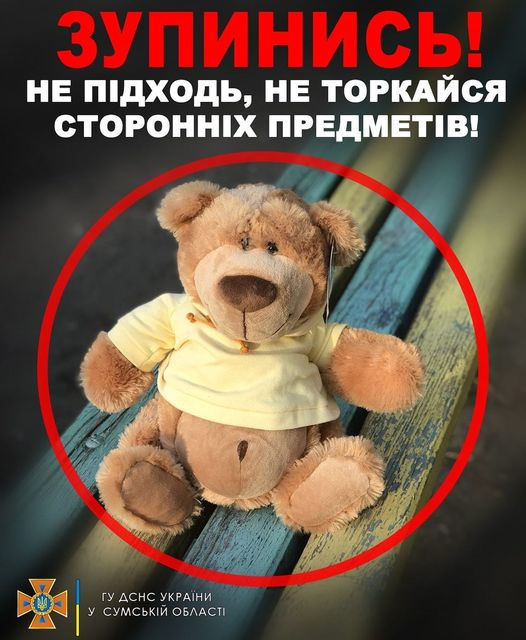 ЗУПИНИСЬ!
НЕ ПІДХОДЬ, НЕ ТОРКАЙСЯ
СТОРОННІХ ПРЕДМЕТІВ!
ГУ ДСНС УКРАЇНИ
У СУМСЬКІЙ ОБЛАСТІ